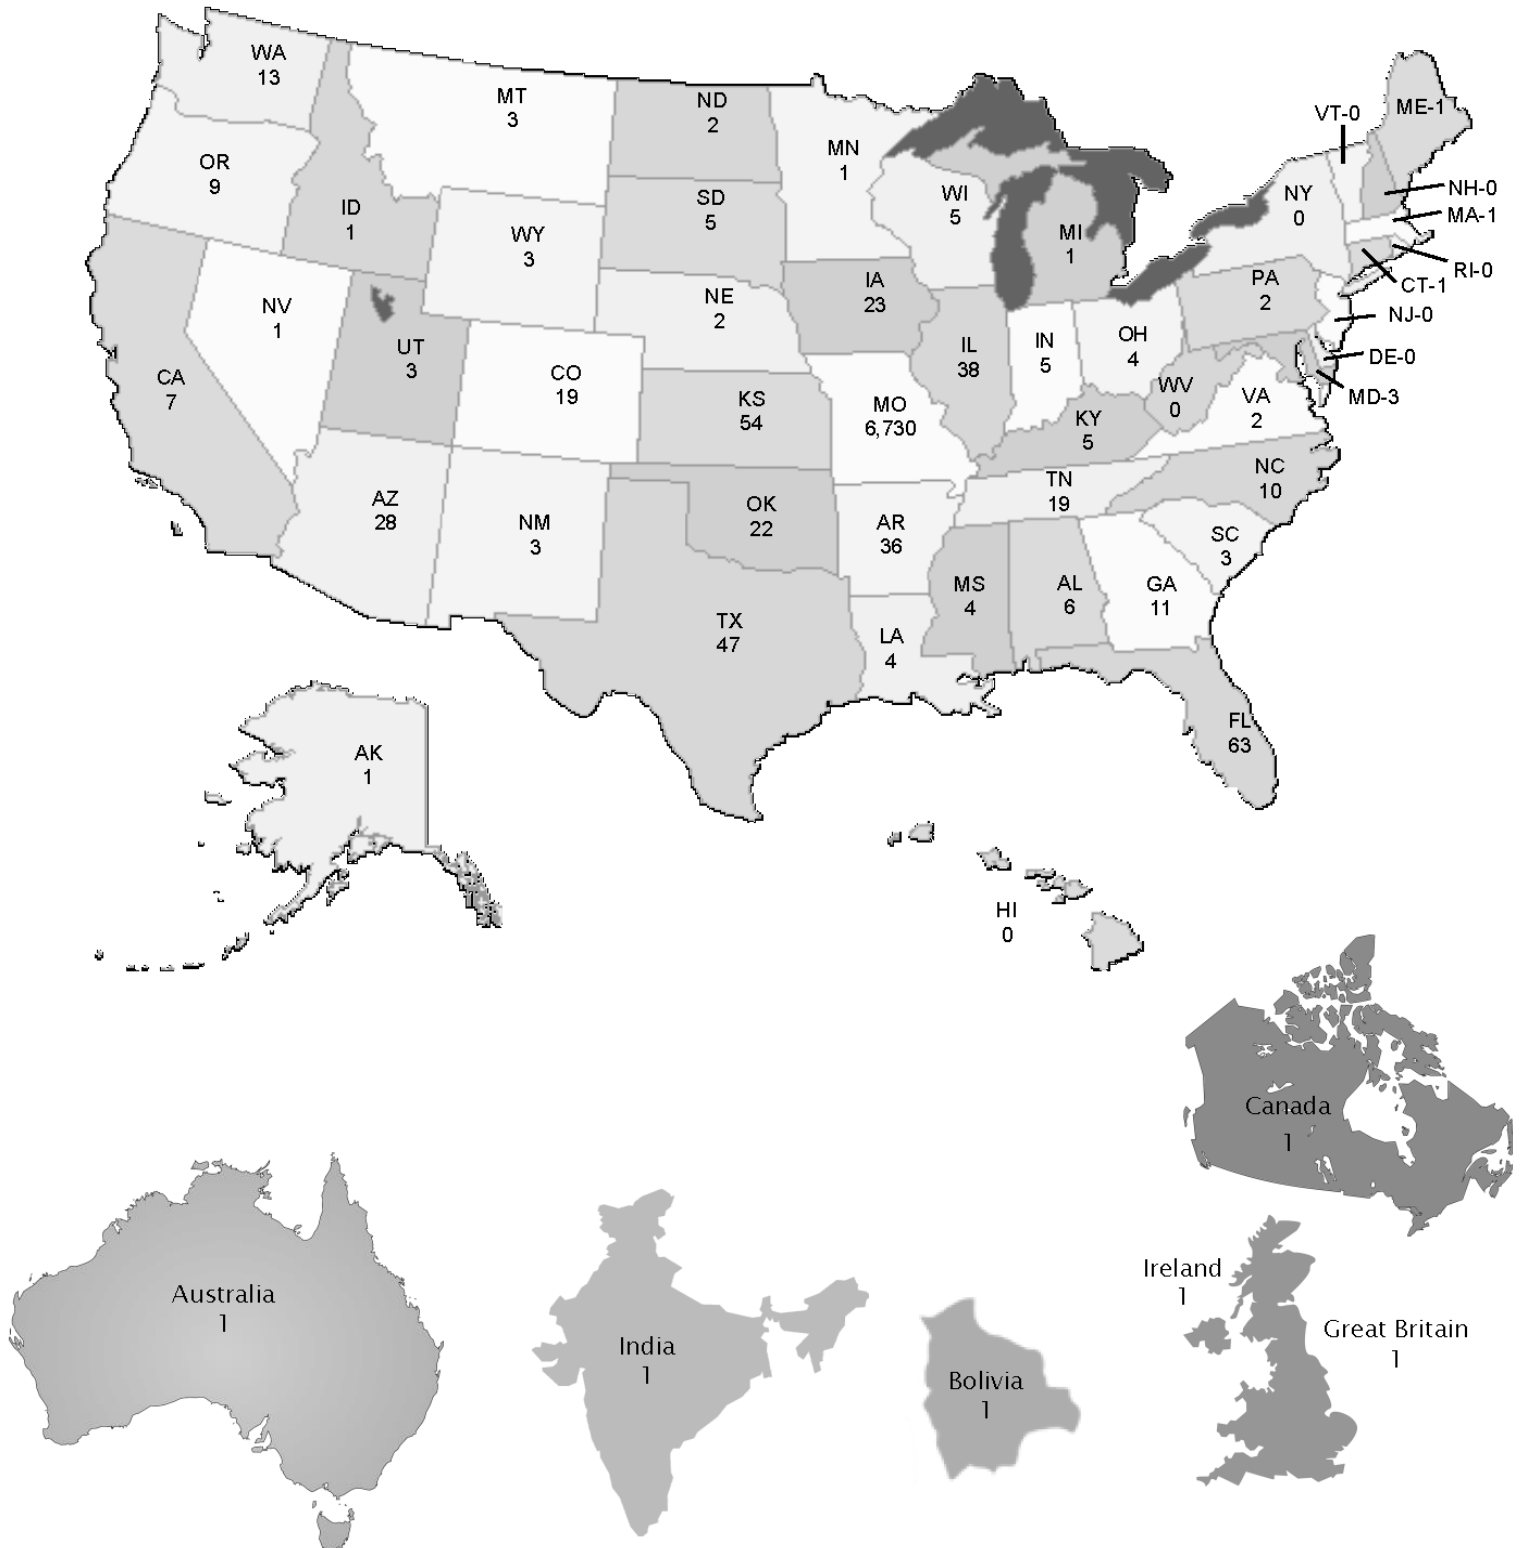 WA
13
MT
3
ND
2
MN
1
VT-0
ME-1
OR
9
ID
1
WY
3
SD
5
WI
5
MI
1
NY
0
NH-0
MA-1
RI-0
CT-1
NJ-0
DE-0
MD-3
NV
1
UT
3
CO
19
NE
2
IA
23
IL
38
IN
5
OH
4
PA
2
CA
7
KS
54
MO
6,730
KY
5
WV
0
VA
2
AZ
28
NM
3
OK
22
AR
36
TN
19
NC
10
SC
3
TX
47
LA
4
MS
4
AL
6
GA
11
FL
63
AK
1
HI
0
Canada
1
Australia
1
India
1
Bolivia
1
Ireland
1
Great Britain
1